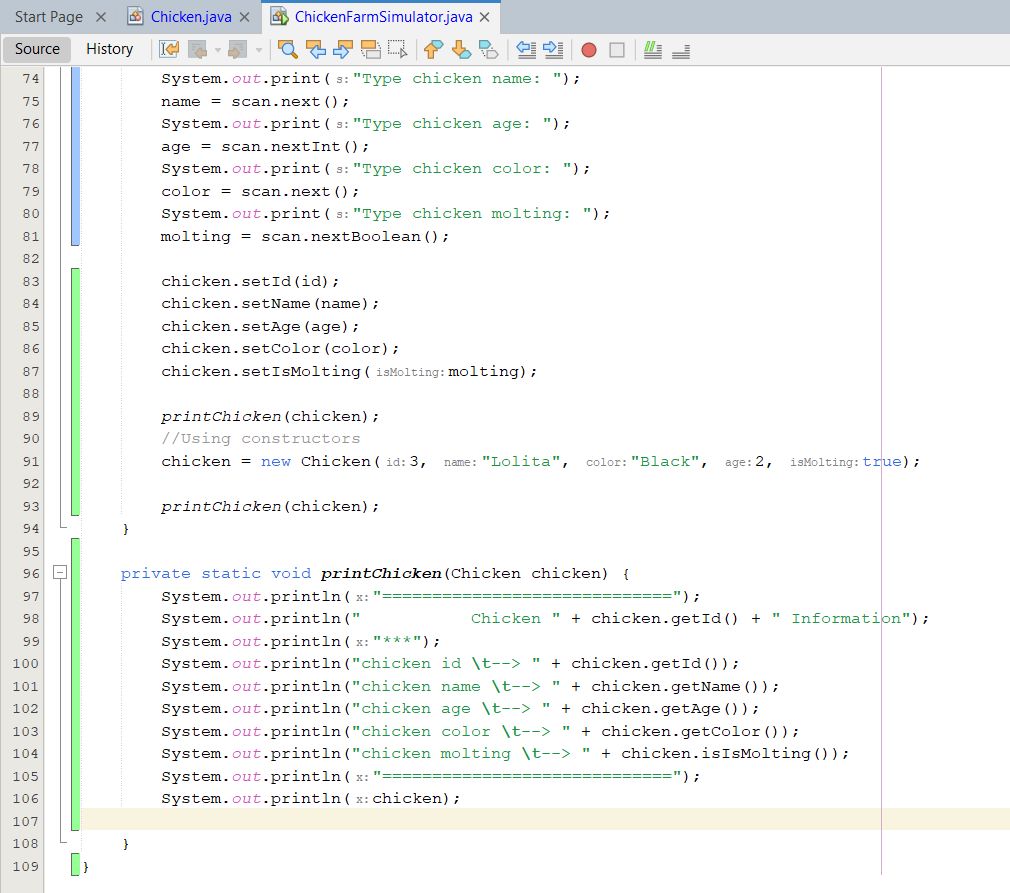 Start Page × Chicken.java × ChickenFarmSimulator.java ×
Source History
74 System.out.print( s:"Type chicken name: ");
75 name = scan.next();
76 System.out.print( s:"Type chicken age: ");
77 age = scan.nextInt();
78 System.out.print( s:"Type chicken color: ");
79 color = scan.next();
80 System.out.print( s:"Type chicken molting: ");
81 molting = scan.nextBoolean();
82
83 chicken.setId(id);
84 chicken.setName(name);
85 chicken.setAge(age);
86 chicken.setColor(color);
87 chicken.setIsMolting( isMolting: molting);
88
89 printChicken(chicken);
90 //Using constructors
91 chicken = new Chicken( id: 3, name: "Lolita", color: "Black", age: 2, isMolting: true);
92
93 printChicken(chicken);
94 }
95
96 private static void printChicken(Chicken chicken) {
97 System.out.println( x:"=============================");
98 System.out.println("           Chicken " + chicken.getId() + " Information");
99 System.out.println( x:"***");
100 System.out.println("chicken id \t--> " + chicken.getId());
101 System.out.println("chicken name \t--> " + chicken.getName());
102 System.out.println("chicken age \t--> " + chicken.getAge());
103 System.out.println("chicken color \t--> " + chicken.getColor());
104 System.out.println("chicken molting \t--> " + chicken.isIsMolting());
105 System.out.println( x:"=============================");
106 System.out.println( x: chicken);
107
108 }
109 }